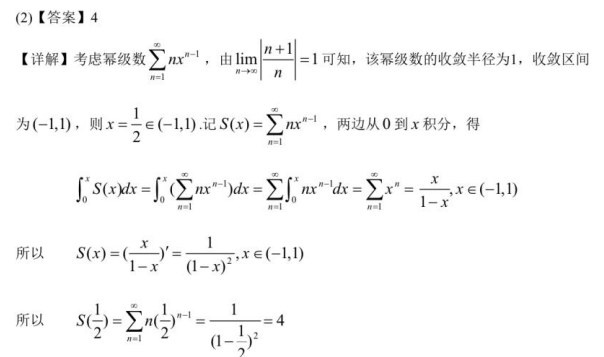 (2)【答案】4
【详解】考虑幂级数 $\sum_{n=1}^{\infty} nx^{n-1}$ ，由 $\lim_{n\to\infty}\left|\frac{n+1}{n}\right|=1$ 可知，该幂级数的收敛半径为1，收敛区间
为 $(-1,1)$ ，则 $x=\frac{1}{2}\in(-1,1)$ .记 $S(x)=\sum_{n=1}^{\infty} nx^{n-1}$ ，两边从 0 到 $x$ 积分，得
$\int_0^x S(x)dx=\int_0^x (\sum_{n=1}^{\infty} nx^{n-1})dx=\sum_{n=1}^{\infty}\int_0^x nx^{n-1}dx=\sum_{n=1}^{\infty} x^n=\frac{x}{1-x},x\in(-1,1)$
所以 $S(x)=(\frac{x}{1-x})'=\frac{1}{(1-x)^2},x\in(-1,1)$
所以 $S(\frac{1}{2})=\sum_{n=1}^{\infty} n(\frac{1}{2})^{n-1}=\frac{1}{(1-\frac{1}{2})^2}=4$